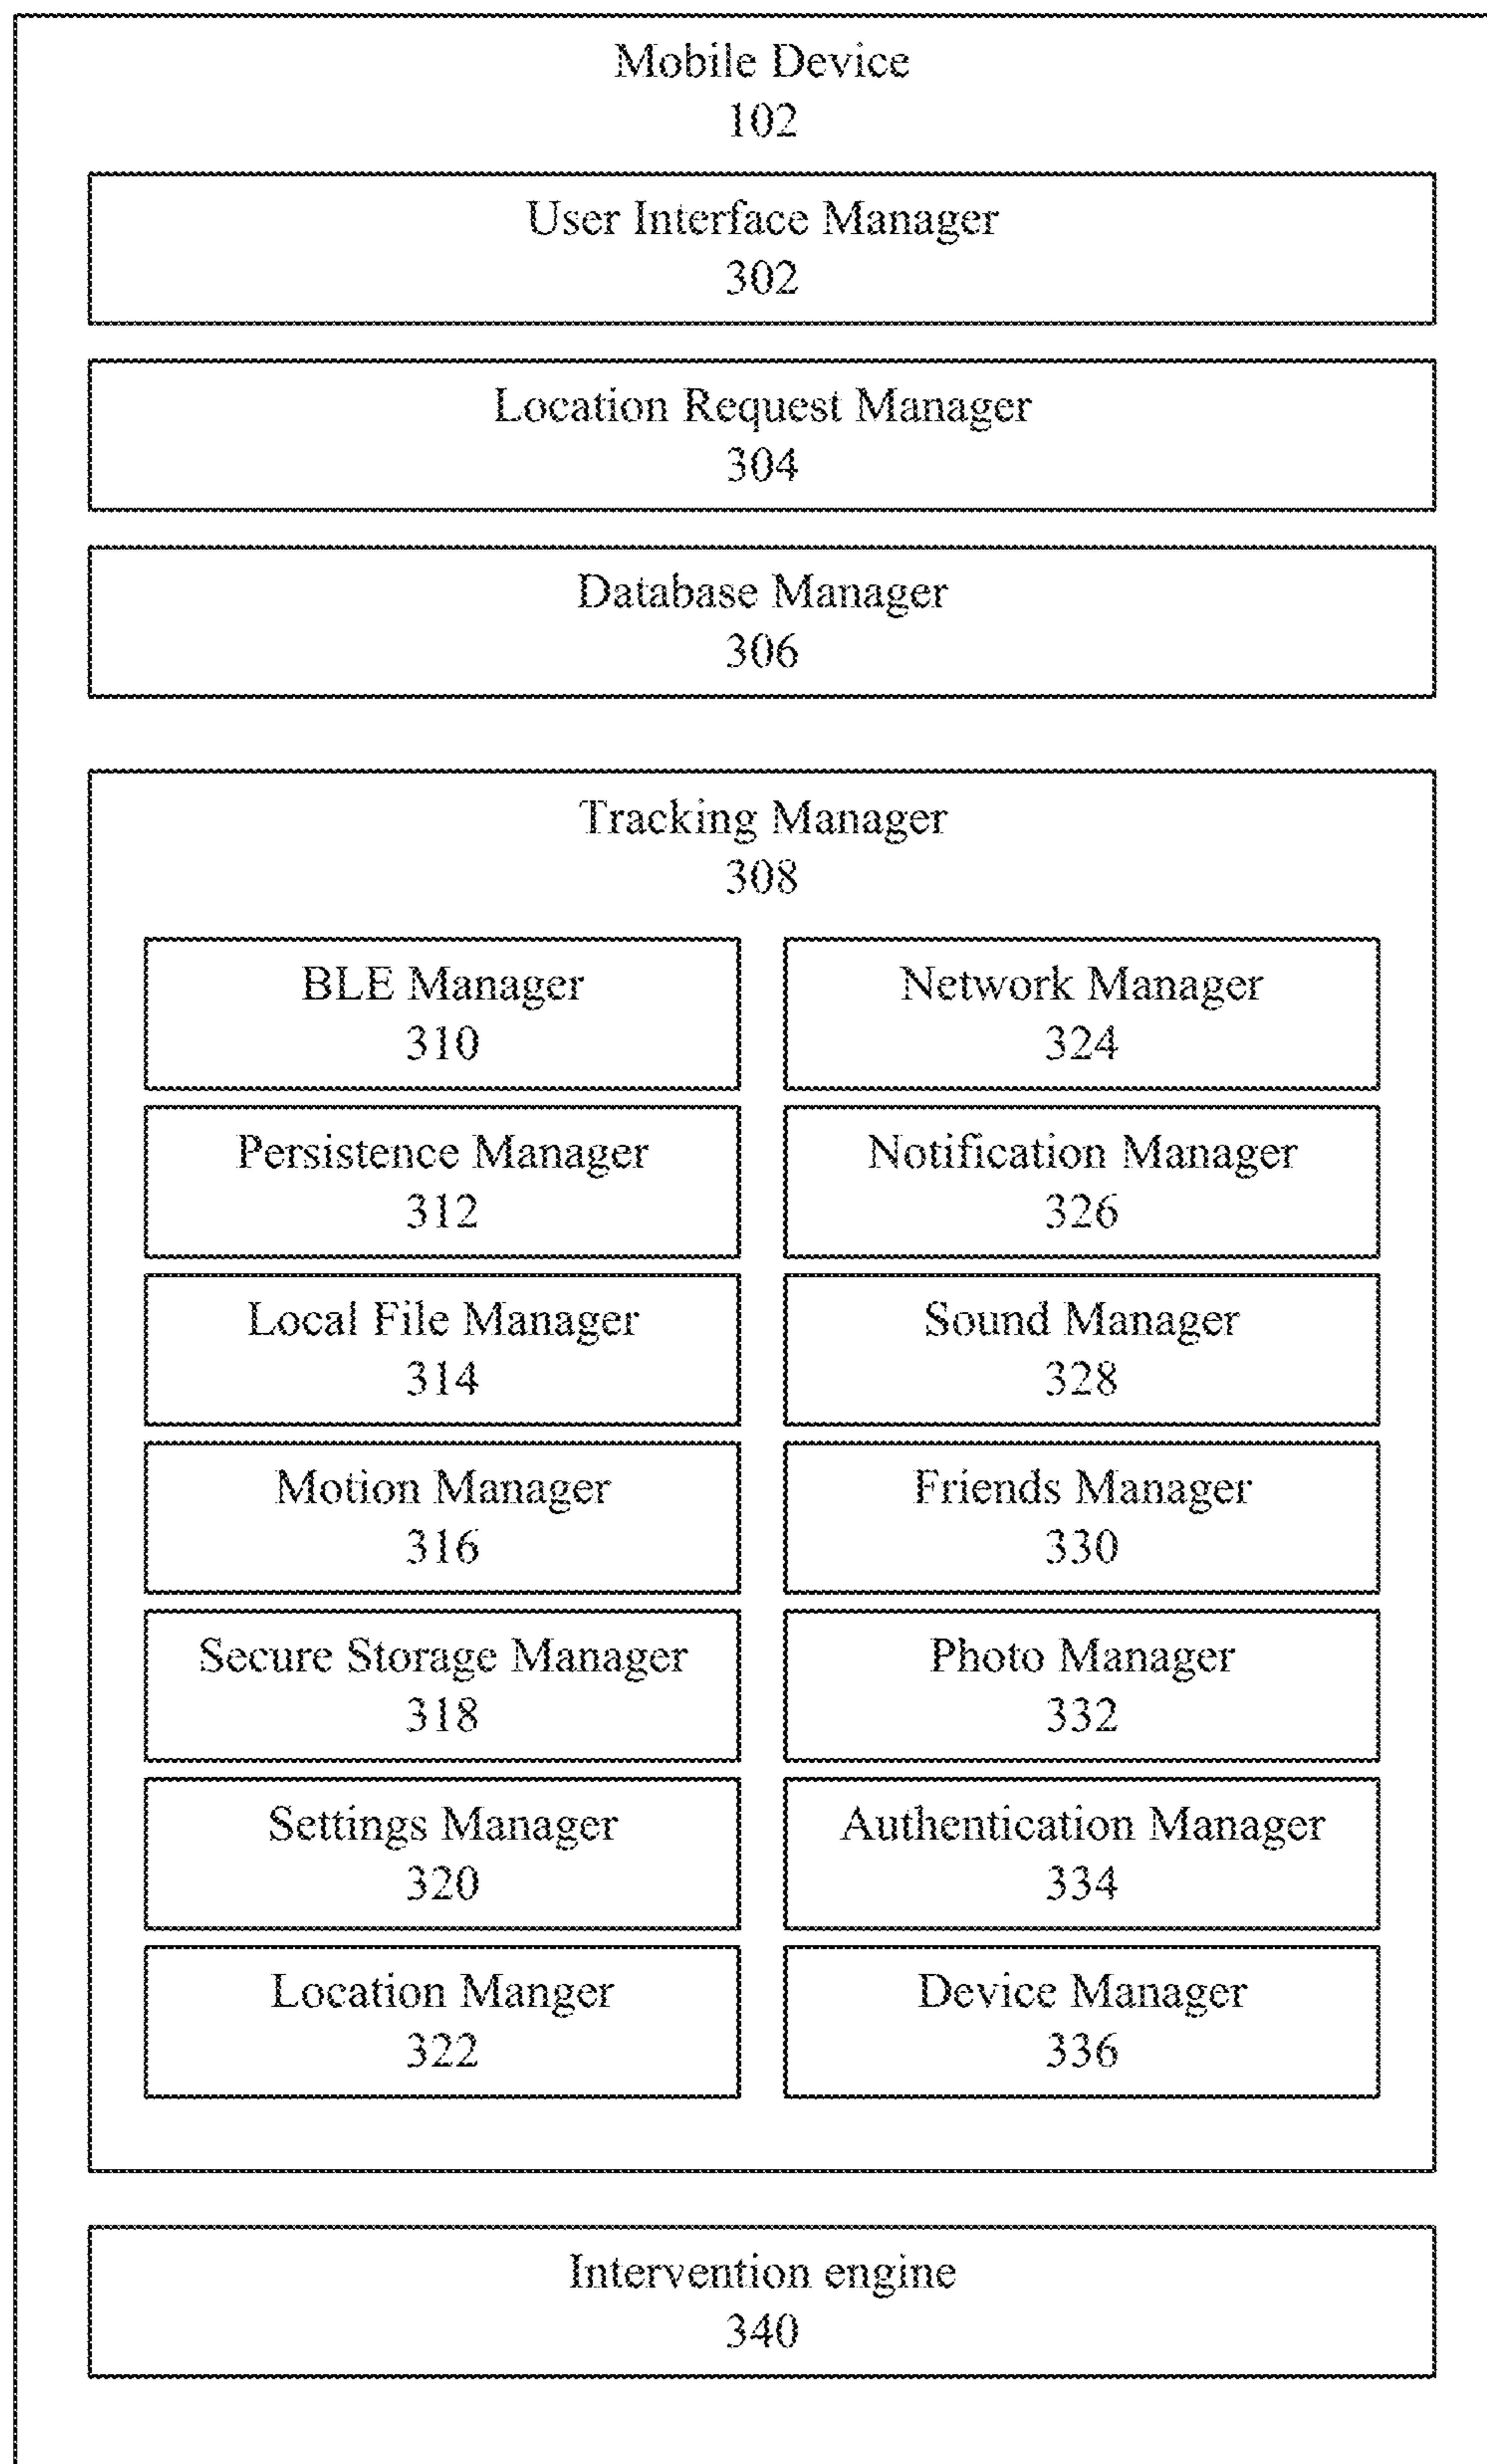 Mobile Device
102
User Interface Manager
302
Location Request Manager
304
Database Manager
306
Tracking Manager
308
BLE Manager
310
Network Manager
324
Persistence Manager
312
Notification Manager
326
Local File Manager
314
Sound Manager
328
Motion Manager
316
Friends Manager
330
Secure Storage Manager
318
Photo Manager
332
Settings Manager
320
Authentication Manager
334
Location Manger
322
Device Manager
336
Intervention engine
340